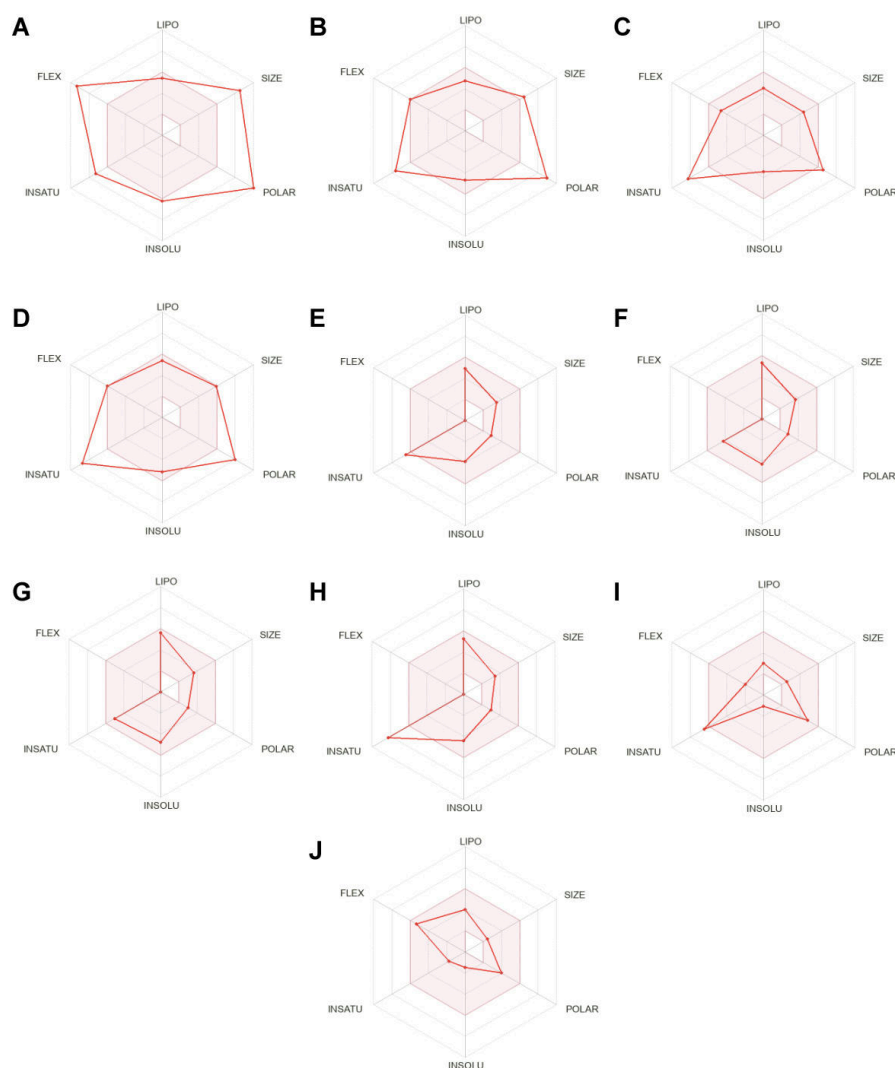 A
LIPO
FLEX
SIZE
INSATU
POLAR
INSOLU
B
LIPO
FLEX
SIZE
INSATU
POLAR
INSOLU
C
LIPO
FLEX
SIZE
INSATU
POLAR
INSOLU
D
LIPO
FLEX
SIZE
INSATU
POLAR
INSOLU
E
LIPO
FLEX
SIZE
INSATU
POLAR
INSOLU
F
LIPO
FLEX
SIZE
INSATU
POLAR
INSOLU
G
LIPO
FLEX
SIZE
INSATU
POLAR
INSOLU
H
LIPO
FLEX
SIZE
INSATU
POLAR
INSOLU
I
LIPO
FLEX
SIZE
INSATU
POLAR
INSOLU
J
LIPO
FLEX
SIZE
INSATU
POLAR
INSOLU